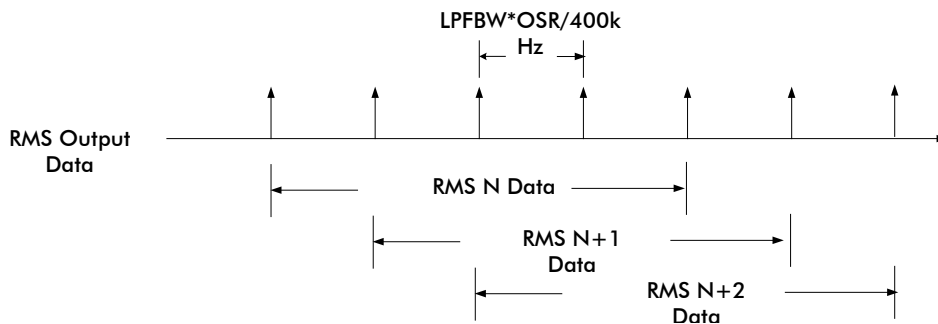 LPFBW*OSR/400k
Hz
RMS Output
Data
RMS N Data
RMS N+1
Data
RMS N+2
Data